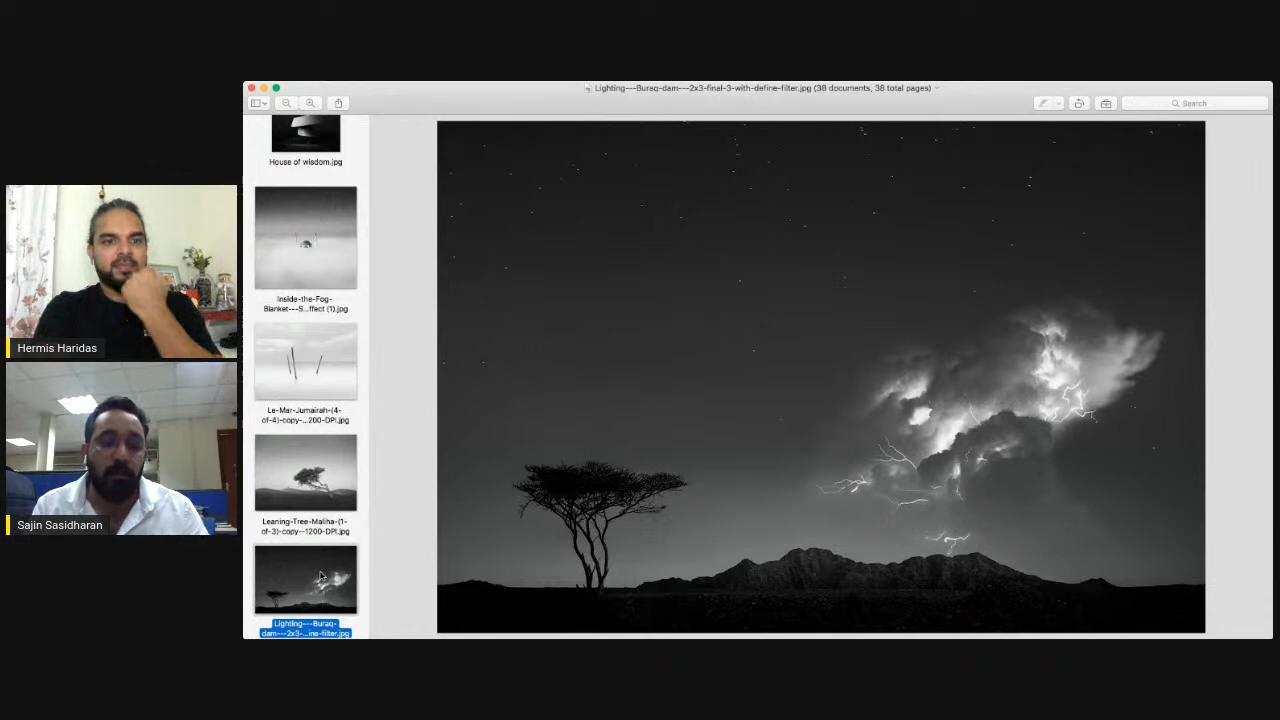 Lighting---Buraq-dam---2x3-final-3-with-define-filter.jpg (38 documents, 38 total pages)
Search
House of wisdom.jpg
Inside-the-Fog-
Blanket---S...ffect (1).jpg
Le-Mar-Jumairah-(4-
of-4)-copy-...200-DPI.jpg
Leaning-Tree-Maliha-(1-
of-3)-copy--1200-DPI.jpg
Lighting---Buraq-
dam---2x3-...ine-filter.jpg
Hermis Haridas
Sajin Sasidharan